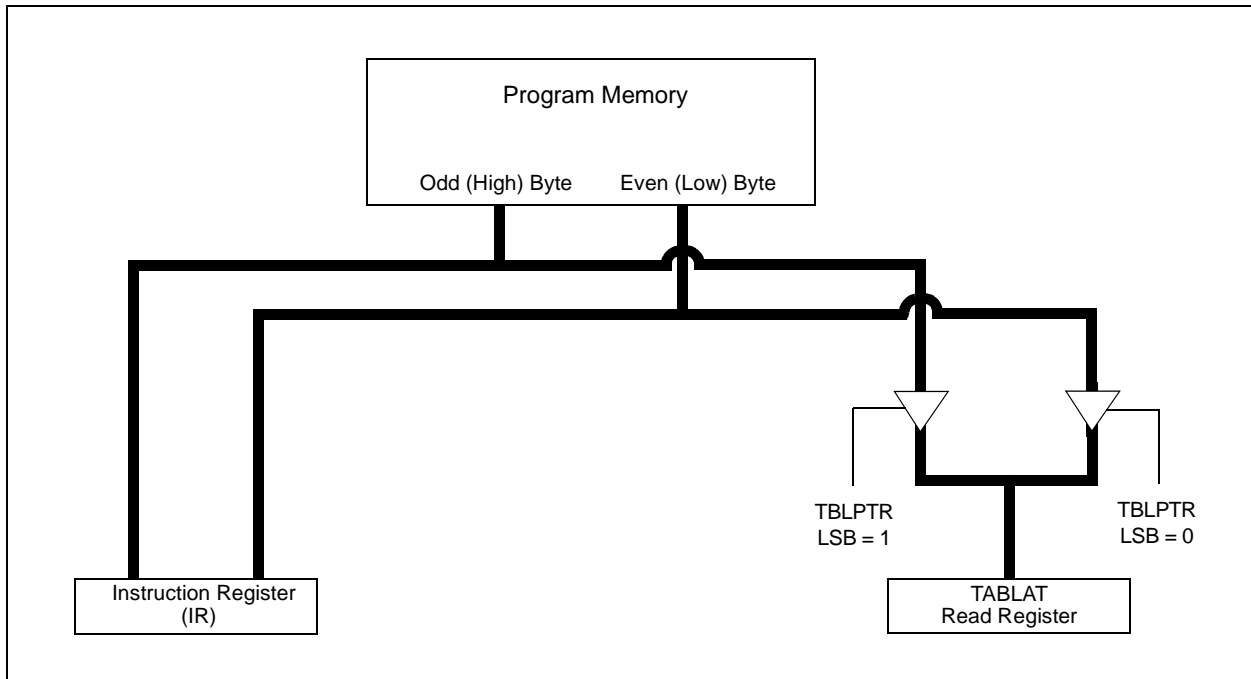 Program Memory
Odd (High) Byte
Even (Low) Byte
TBLPTR
LSB = 1
TBLPTR
LSB = 0
Instruction Register
(IR)
TABLAT
Read Register